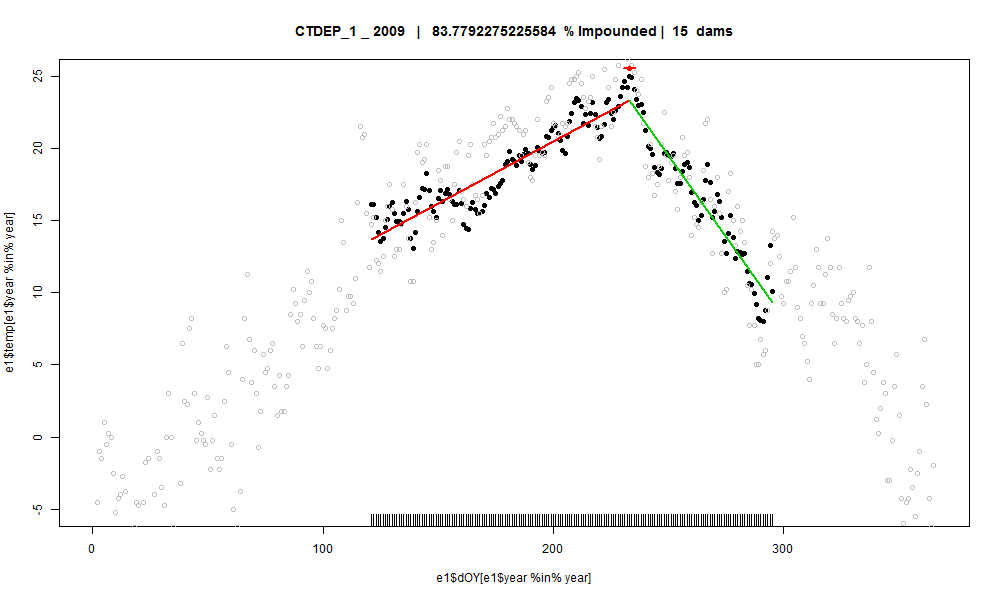 CTDEP_1 _ 2009 | 83.7792275225584 % Impounded | 15 dams
e1$temp[e1$year %in% year]
25
20
15
10
5
0
-5
0 100 200 300
e1$dOY[e1$year %in% year]